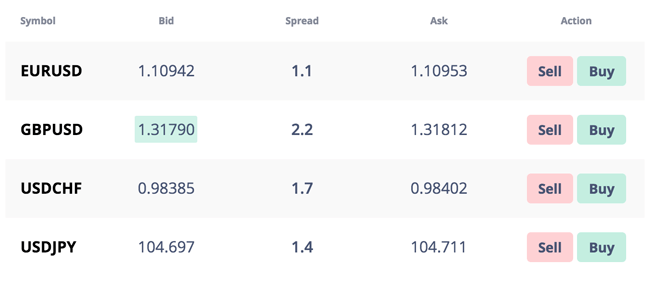 Symbol Bid Spread Ask Action
EURUSD 1.10942 1.1 1.10953 Sell Buy
GBPUSD 1.31790 2.2 1.31812 Sell Buy
USDCHF 0.98385 1.7 0.98402 Sell Buy
USDJPY 104.697 1.4 104.711 Sell Buy